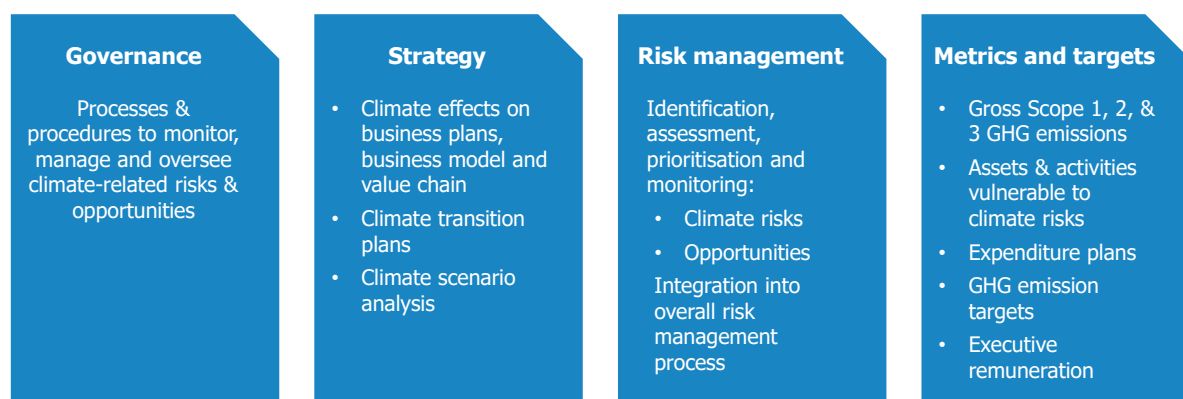 Governance
Processes &
procedures to monitor,
manage and oversee
climate-related risks &
opportunities
Strategy
• Climate effects on
business plans,
business model and
value chain
• Climate transition
plans
• Climate scenario
analysis
Risk management
Identification,
assessment,
prioritisation and
monitoring:
• Climate risks
• Opportunities
Integration into
overall risk
management
process
Metrics and targets
• Gross Scope 1, 2, &
3 GHG emissions
• Assets & activities
vulnerable to
climate risks
• Expenditure plans
• GHG emission
targets
• Executive
remuneration